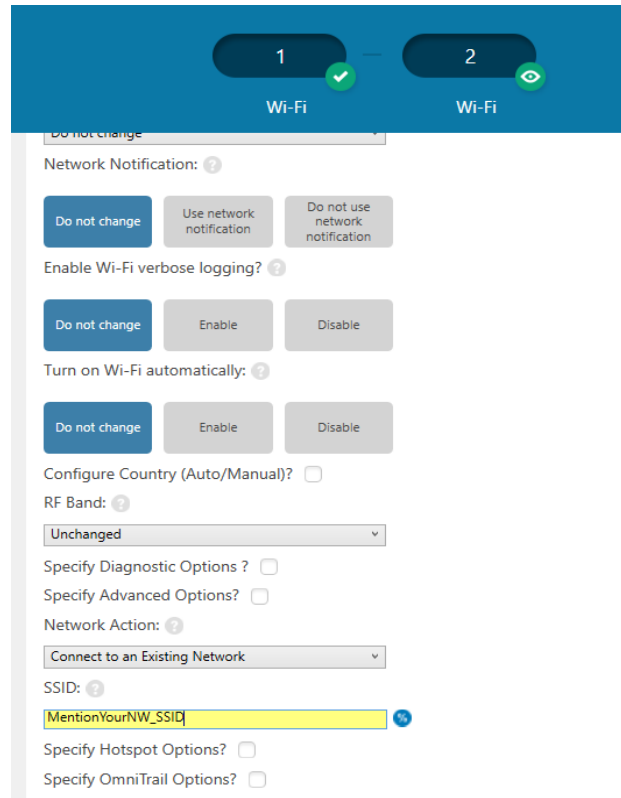 1
2
Wi-Fi
Wi-Fi
Do not change
Network Notification: ?
Do not change
Use network
notification
Do not use
network
notification
Enable Wi-Fi verbose logging? ?
Do not change
Enable
Disable
Turn on Wi-Fi automatically: ?
Do not change
Enable
Disable
Configure Country (Auto/Manual)?
RF Band: ?
Unchanged
Specify Diagnostic Options ?
Specify Advanced Options?
Network Action: ?
Connect to an Existing Network
SSID: ?
MentionYourNW_SSID
%
Specify Hotspot Options?
Specify OmniTrail Options?